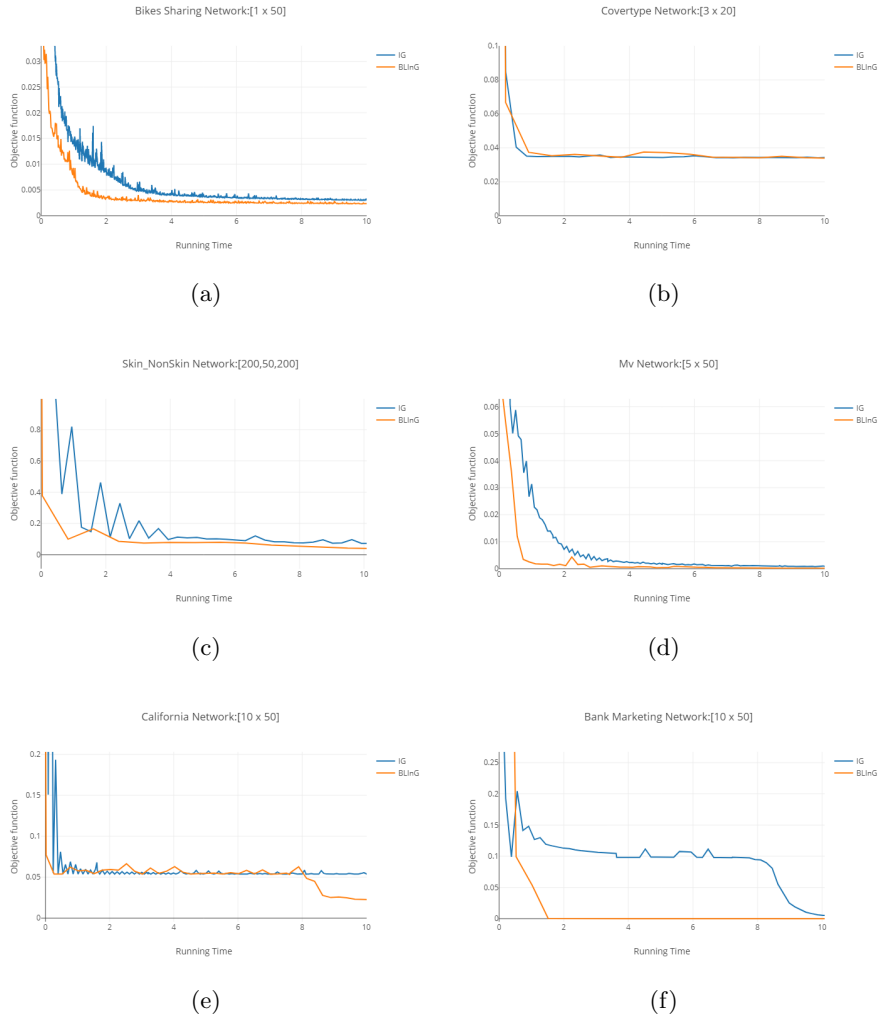 Bikes Sharing Network:[1 x 50]
IG
BLInG
Objective function
0.03
0.025
0.02
0.015
0.01
0.005
0
0 2 4 6 8 10
Running Time
(a)
Covertype Network:[3 x 20]
IG
BLInG
Objective function
0.1
0.08
0.06
0.04
0.02
0
0 2 4 6 8 10
Running Time
(b)
Skin_NonSkin Network:[200,50,200]
IG
BLInG
Objective function
0.8
0.6
0.4
0.2
0
0 2 4 6 8 10
Running Time
(c)
Mv Network:[5 x 50]
IG
BLInG
Objective function
0.06
0.05
0.04
0.03
0.02
0.01
0
0 2 4 6 8 10
Running Time
(d)
California Network:[10 x 50]
IG
BLInG
Objective function
0.2
0.15
0.1
0.05
0
0 2 4 6 8 10
Running Time
(e)
Bank Marketing Network:[10 x 50]
IG
BLInG
Objective function
0.25
0.2
0.15
0.1
0.05
0
0 2 4 6 8 10
Running Time
(f)